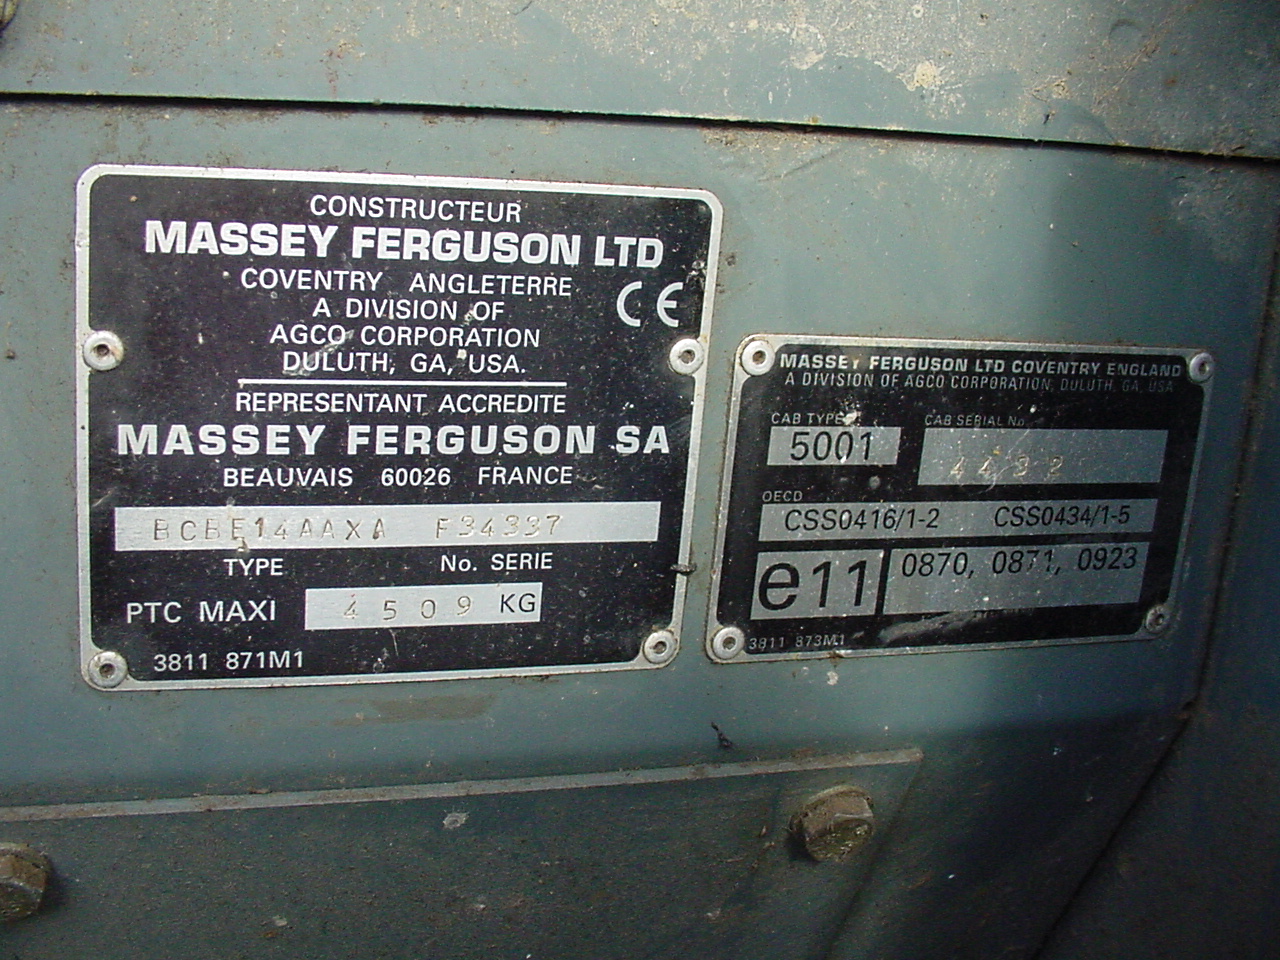 CONSTRUCTEUR
MASSEY FERGUSON LTD
COVENTRY ANGLETERRE
A DIVISION OF
AGCO CORPORATION
DULUTH, GA, USA.
CE
REPRESENTANT ACCREDITE
MASSEY FERGUSON SA
BEAUVAIS 60026 FRANCE
BCBE14AAXA F34337
TYPE No. SERIE
PTC MAXI 4509 KG
3811 871M1
MASSEY FERGUSON LTD COVENTRY ENGLAND
A DIVISION OF AGCO CORPORATION, DULUTH, GA, USA
CAB TYPE CAB SERIAL No.
5001 4492
OECD
CSS0416/1-2 CSS0434/1-5
e11 0870, 0871, 0923
3811 873M1